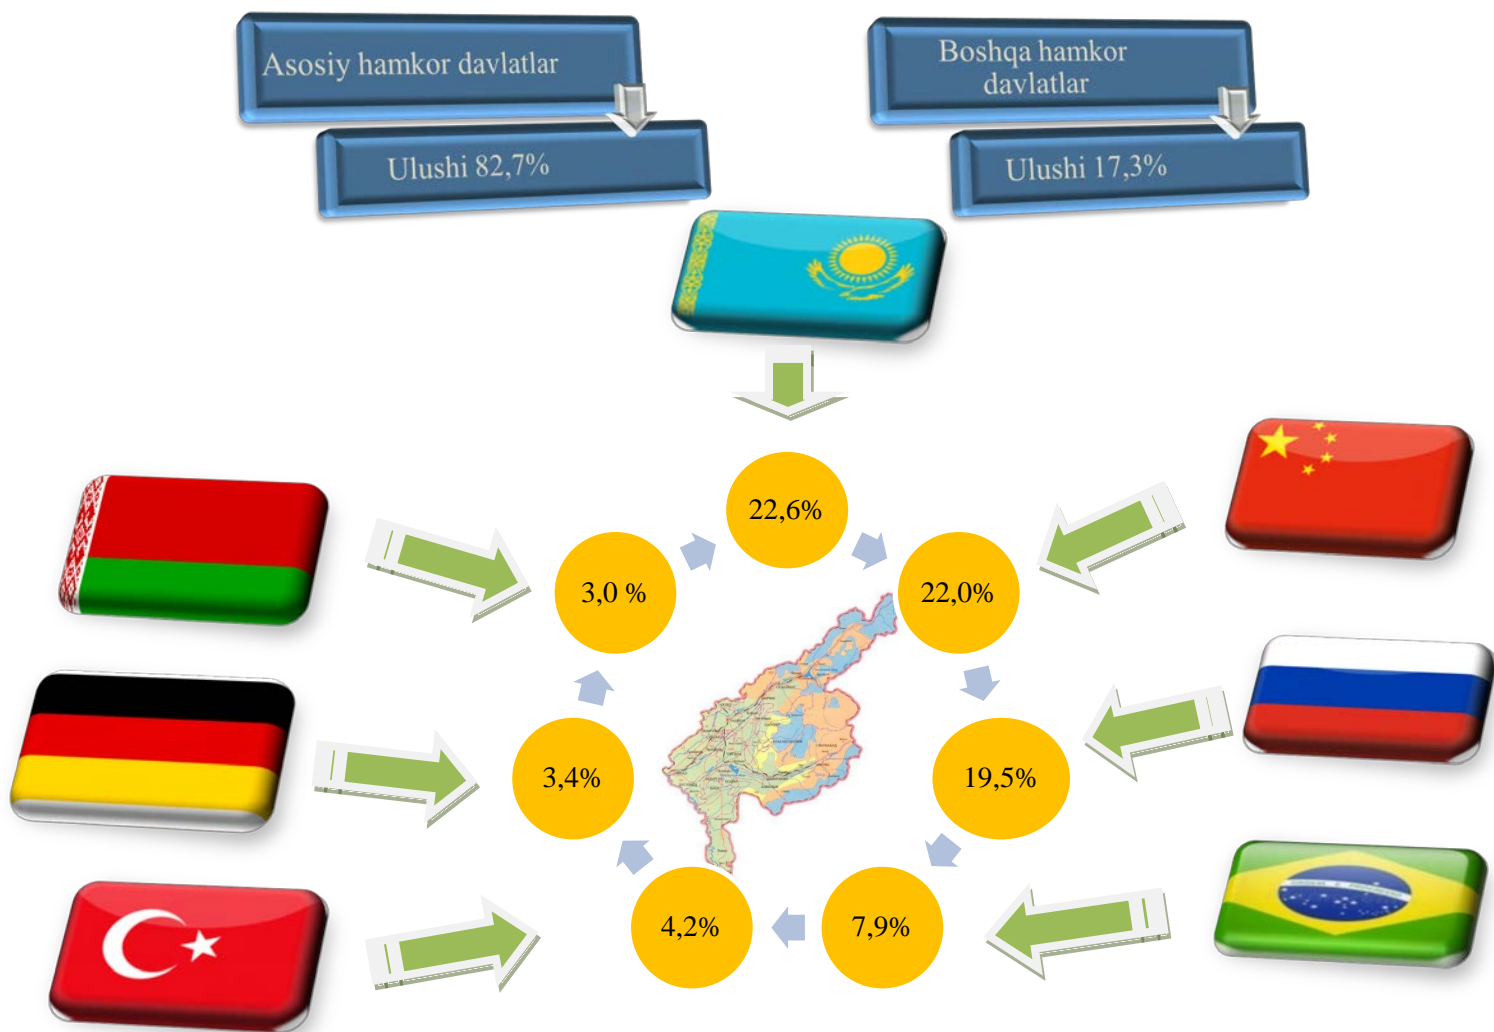 Asosiy hamkor davlatlar
Ulushi 82,7%
Boshqa hamkor
davlatlar
Ulushi 17,3%
22,6%
22,0%
19,5%
7,9%
4,2%
3,4%
3,0 %